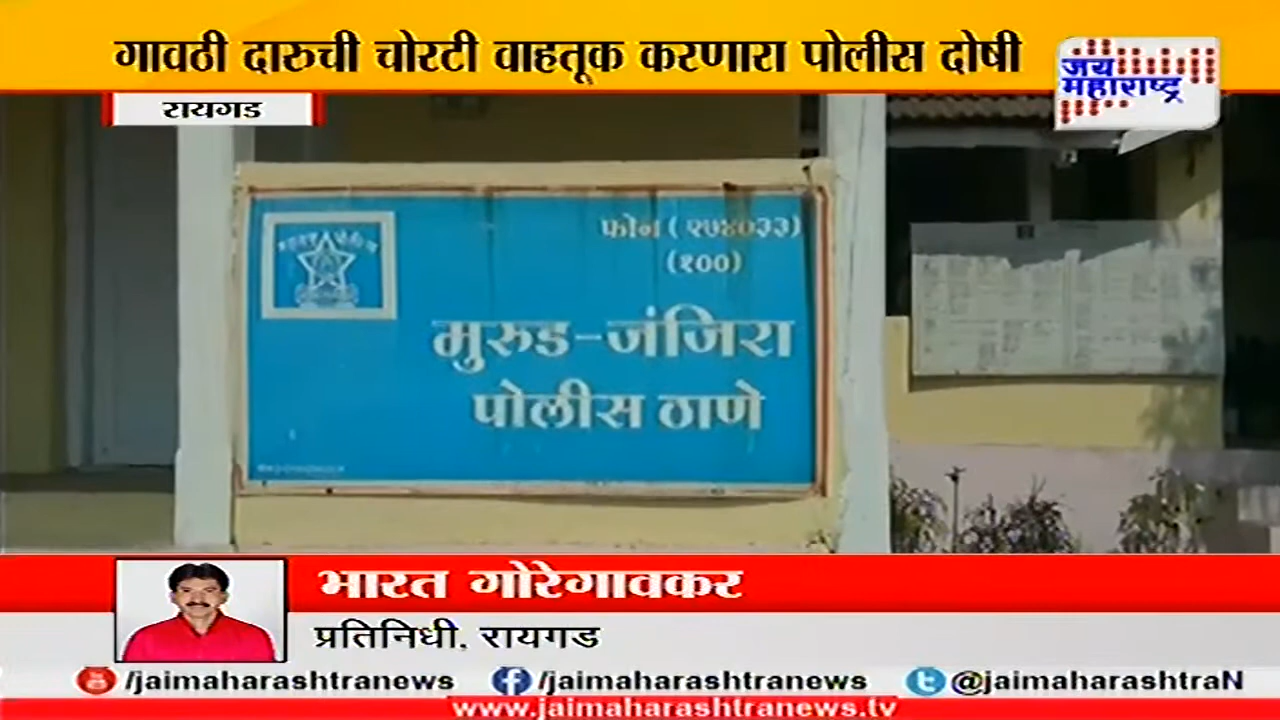 गावठी दारुची चोरटी वाहतूक करणारा पोलीस दोषी
जय
महाराष्ट्र
रायगड
फोन ( २७४०३३)
(१००)
मुरुड-जंजिरा
पोलीस ठाणे
भारत गोरेगावकर
प्रतिनिधी, रायगड
/jaimaharashtranews /jaimaharashtranews @jaimaharashtraN
www.jaimaharashtranews.tv